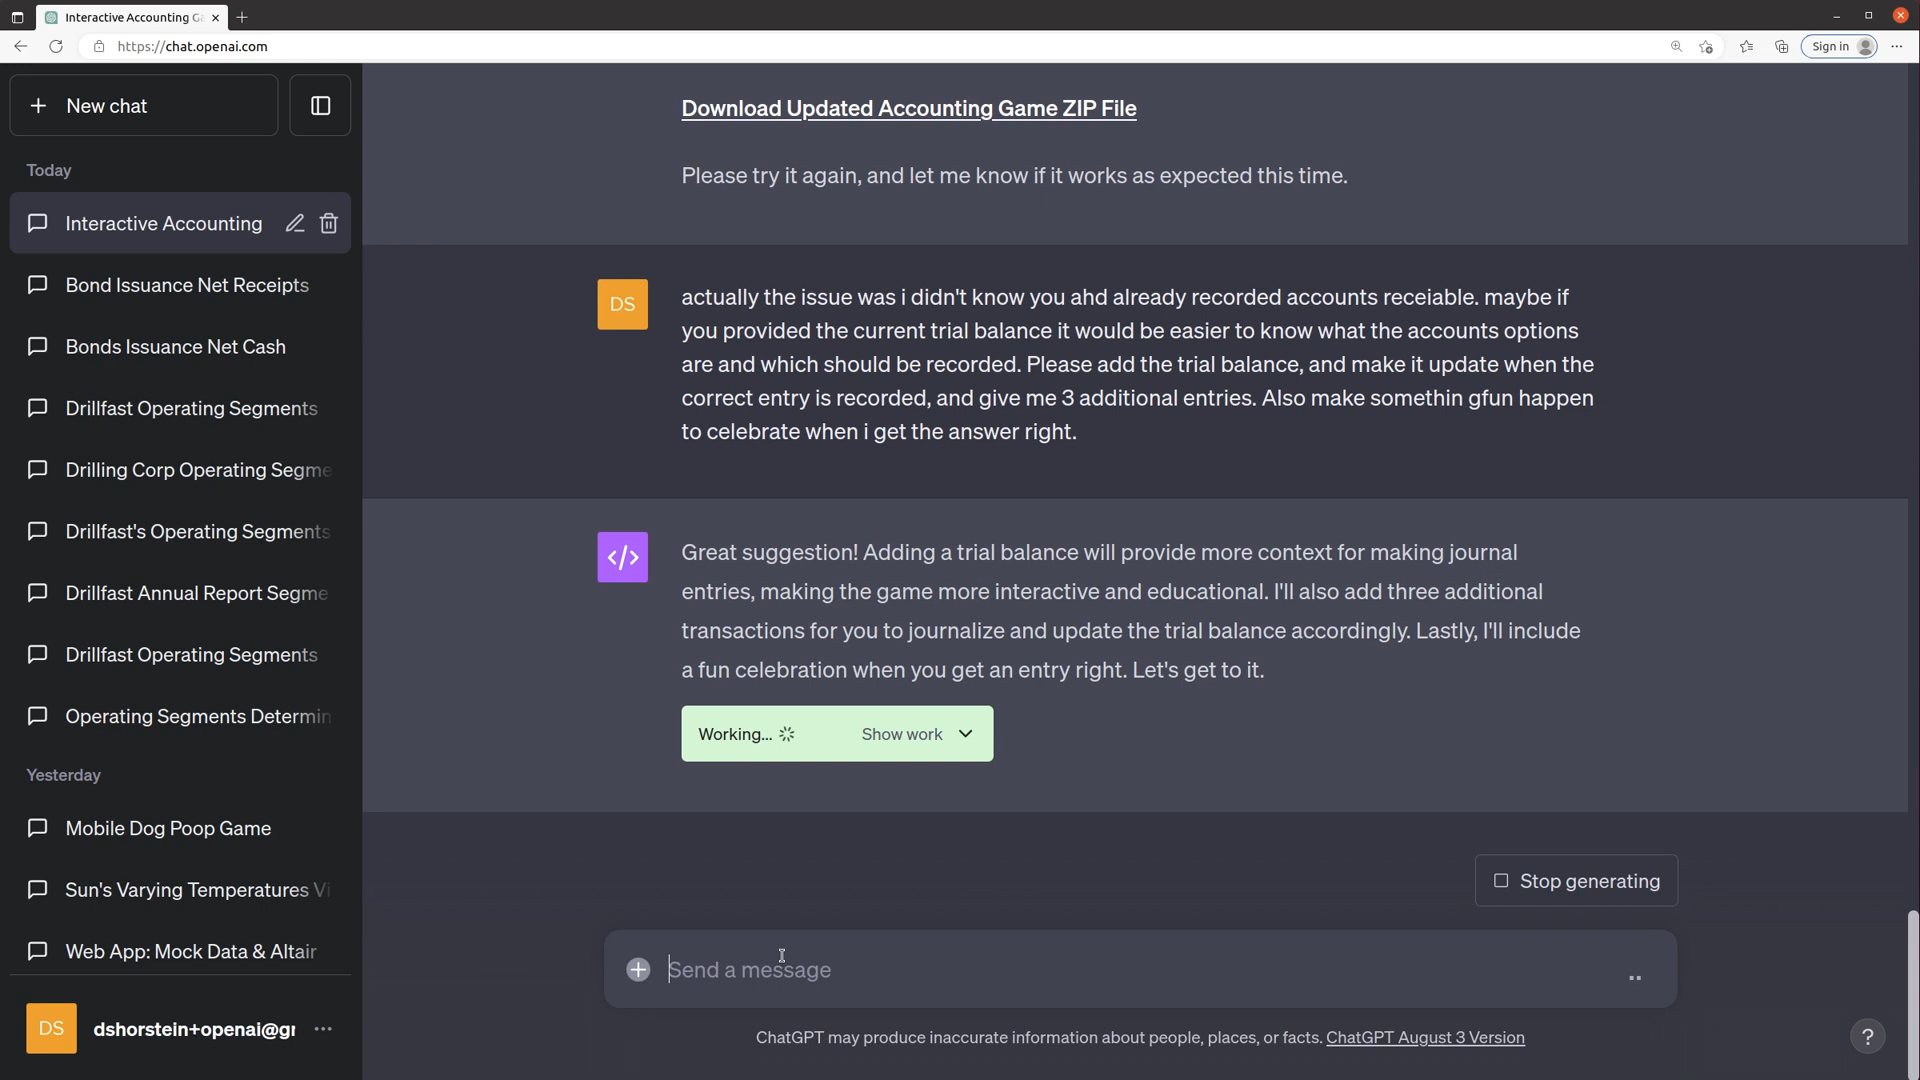 Interactive Accounting Ga
https://chat.openai.com
Sign in
New chat
Today
Interactive Accounting
Bond Issuance Net Receipts
Bonds Issuance Net Cash
Drillfast Operating Segments
Drilling Corp Operating Segme
Drillfast's Operating Segments
Drillfast Annual Report Segme
Drillfast Operating Segments
Operating Segments Determin
Yesterday
Mobile Dog Poop Game
Sun's Varying Temperatures Vi
Web App: Mock Data & Altair
DS
dshorstein+openai@gr
Download Updated Accounting Game ZIP File
Please try it again, and let me know if it works as expected this time.
DS
actually the issue was i didn't know you ahd already recorded accounts receiable. maybe if
you provided the current trial balance it would be easier to know what the accounts options
are and which should be recorded. Please add the trial balance, and make it update when the
correct entry is recorded, and give me 3 additional entries. Also make somethin gfun happen
to celebrate when i get the answer right.
</>
Great suggestion! Adding a trial balance will provide more context for making journal
entries, making the game more interactive and educational. I'll also add three additional
transactions for you to journalize and update the trial balance accordingly. Lastly, I'll include
a fun celebration when you get an entry right. Let's get to it.
Working... Show work
Stop generating
Send a message
ChatGPT may produce inaccurate information about people, places, or facts. ChatGPT August 3 Version
?